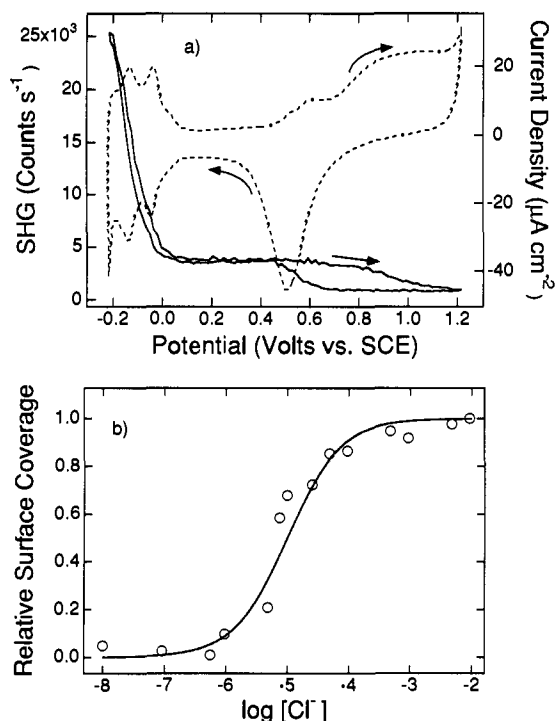 a)
25x10³
20
15
10
5
0
SHG (Counts s⁻¹)
20
0
-20
-40
Current Density (µA cm⁻²)
-0.2 0.0 0.2 0.4 0.6 0.8 1.0 1.2
Potential (Volts vs. SCE)
b)
1.0
0.8
0.6
0.4
0.2
0.0
Relative Surface Coverage
-8 -7 -6 -5 -4 -3 -2
log [Cl⁻]